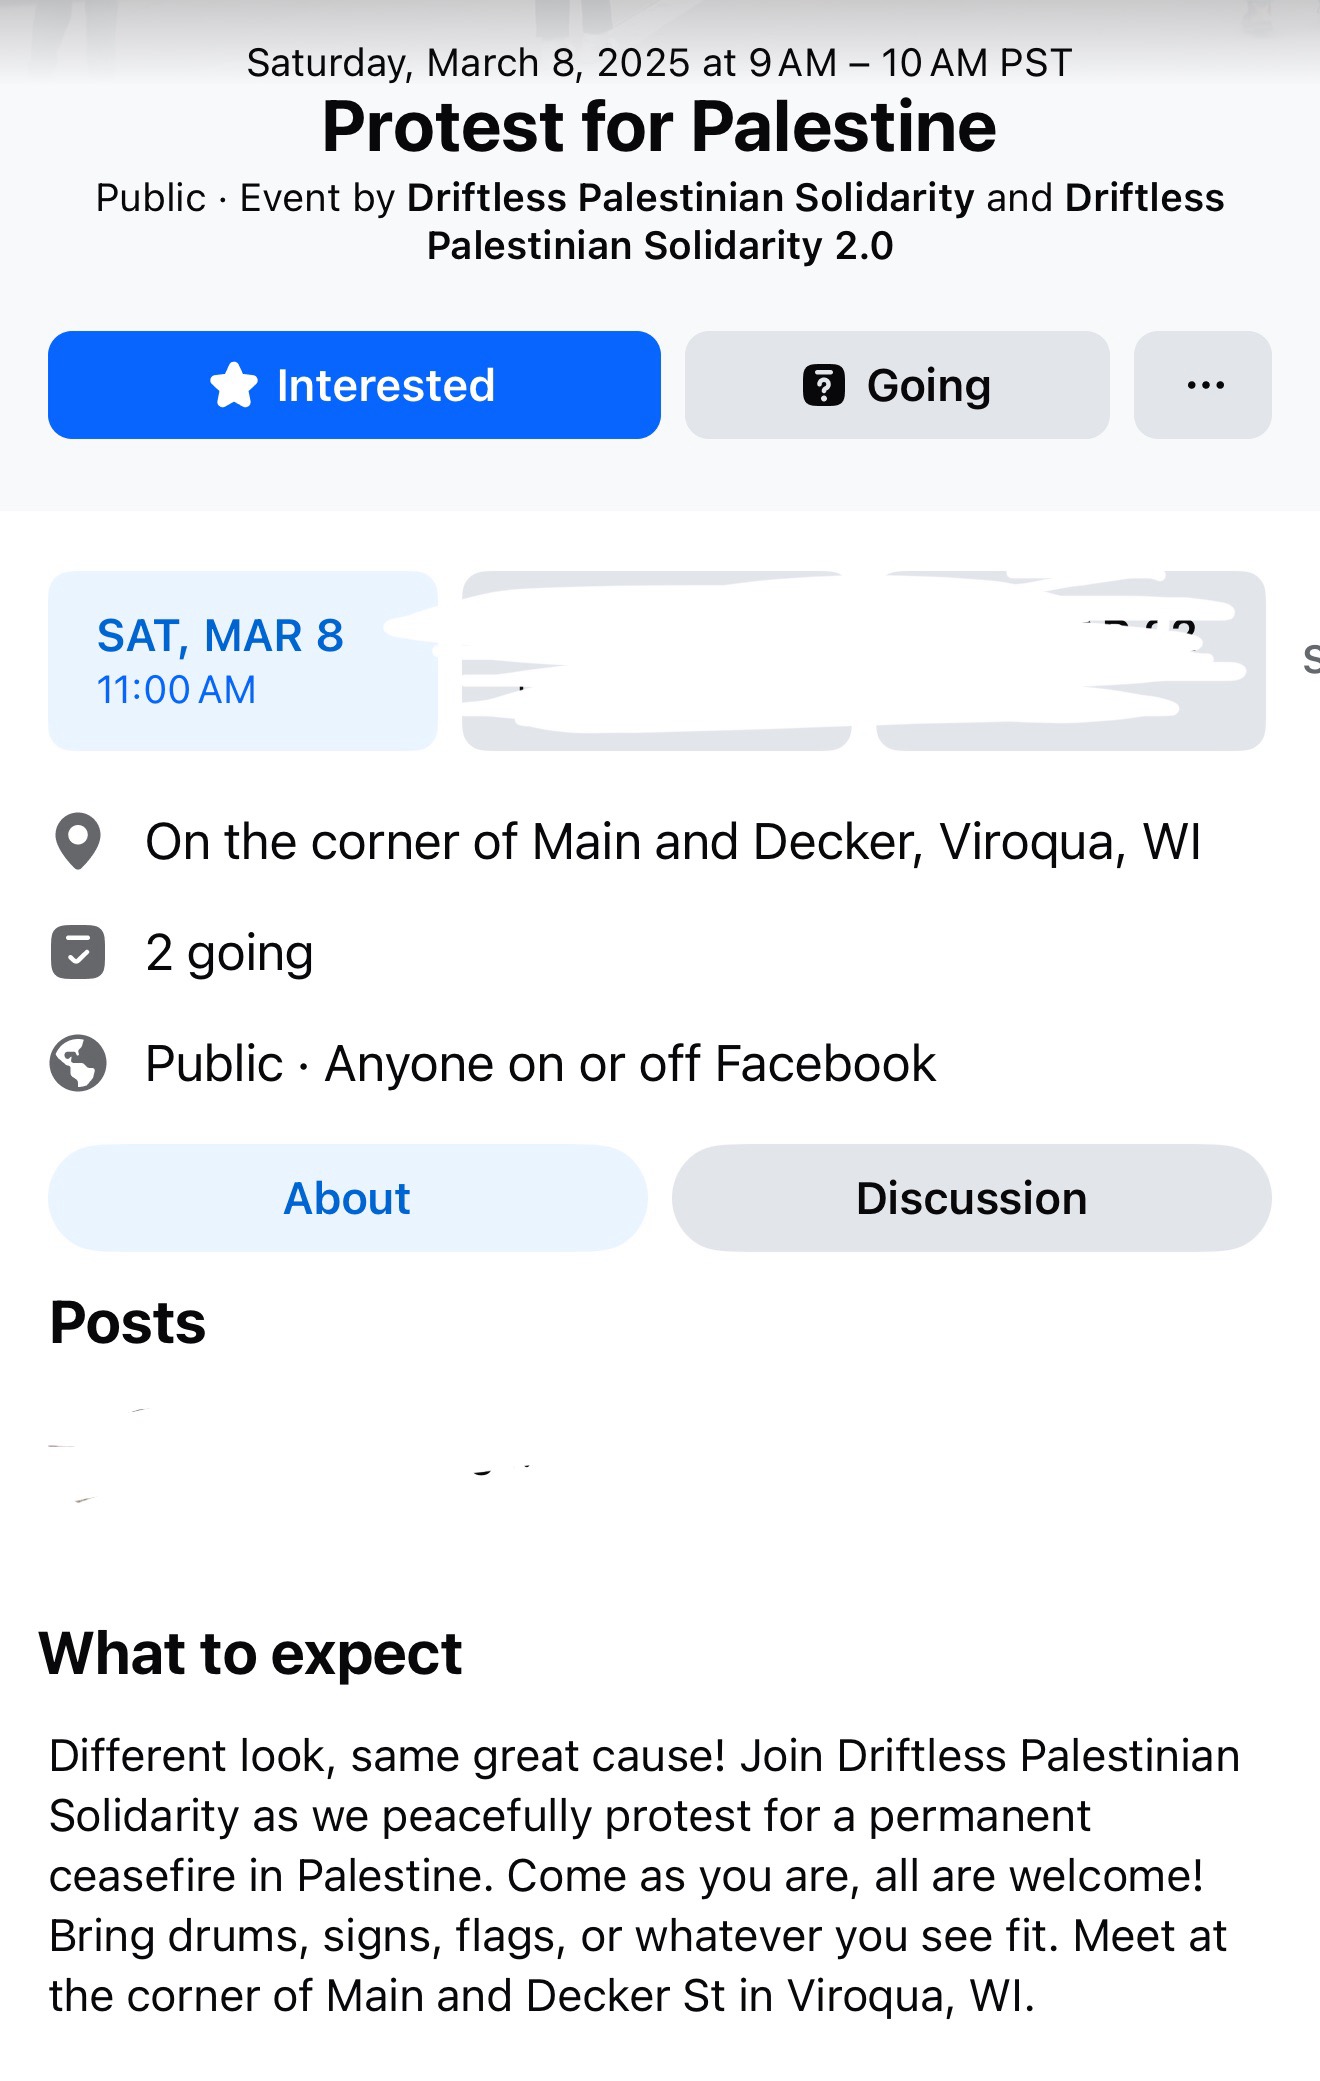 Saturday, March 8, 2025 at 9 AM – 10 AM PST
Protest for Palestine
Public · Event by Driftless Palestinian Solidarity and Driftless
Palestinian Solidarity 2.0
Interested
Going
SAT, MAR 8
11:00 AM
On the corner of Main and Decker, Viroqua, WI
2 going
Public · Anyone on or off Facebook
About
Discussion
Posts
What to expect
Different look, same great cause! Join Driftless Palestinian
Solidarity as we peacefully protest for a permanent
ceasefire in Palestine. Come as you are, all are welcome!
Bring drums, signs, flags, or whatever you see fit. Meet at
the corner of Main and Decker St in Viroqua, WI.